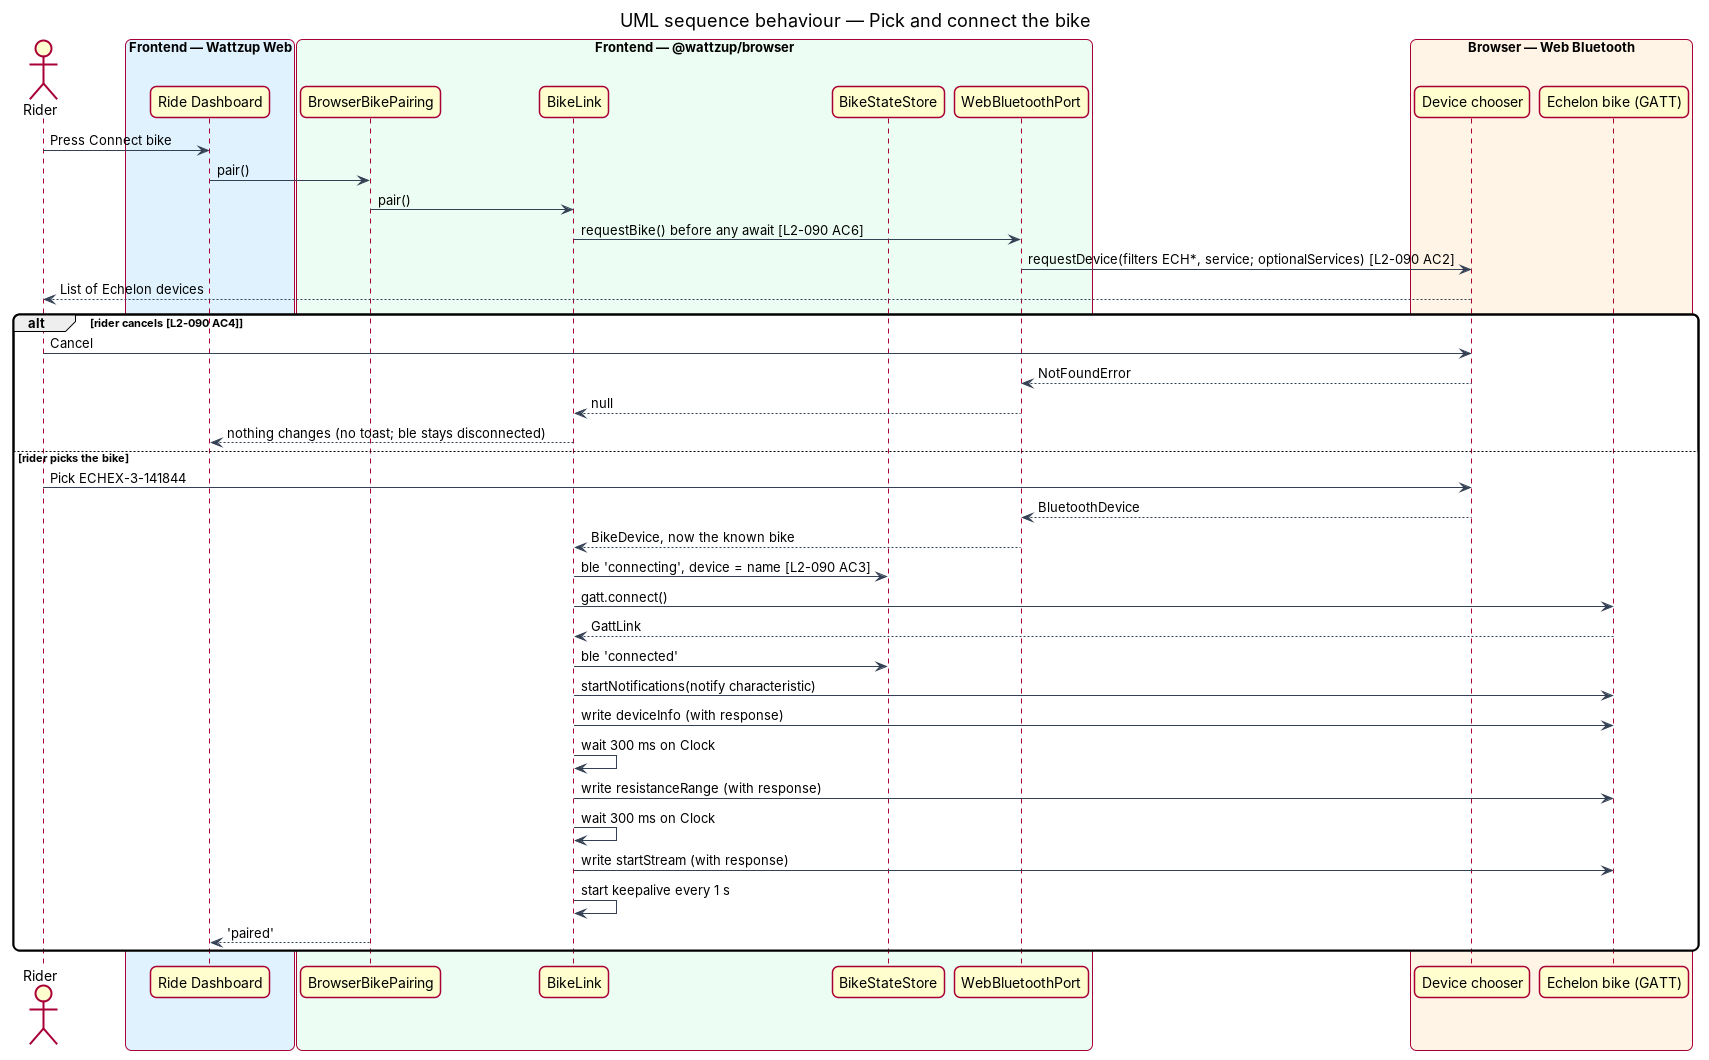 UML sequence behaviour — Pick and connect the bike
Frontend — Wattzup Web
Frontend — @wattzup/browser
Browser — Web Bluetooth
Rider
Ride Dashboard
BrowserBikePairing
BikeLink
BikeStateStore
WebBluetoothPort
Device chooser
Echelon bike (GATT)
Press Connect bike
pair()
pair()
requestBike() before any await [L2-090 AC6]
requestDevice(filters ECH*, service; optionalServices) [L2-090 AC2]
List of Echelon devices
alt
[rider cancels [L2-090 AC4]]
Cancel
NotFoundError
null
nothing changes (no toast; ble stays disconnected)
[rider picks the bike]
Pick ECHEX-3-141844
BluetoothDevice
BikeDevice, now the known bike
ble 'connecting', device = name [L2-090 AC3]
gatt.connect()
GattLink
ble 'connected'
startNotifications(notify characteristic)
write deviceInfo (with response)
wait 300 ms on Clock
write resistanceRange (with response)
wait 300 ms on Clock
write startStream (with response)
start keepalive every 1 s
'paired'
Rider
Ride Dashboard
BrowserBikePairing
BikeLink
BikeStateStore
WebBluetoothPort
Device chooser
Echelon bike (GATT)